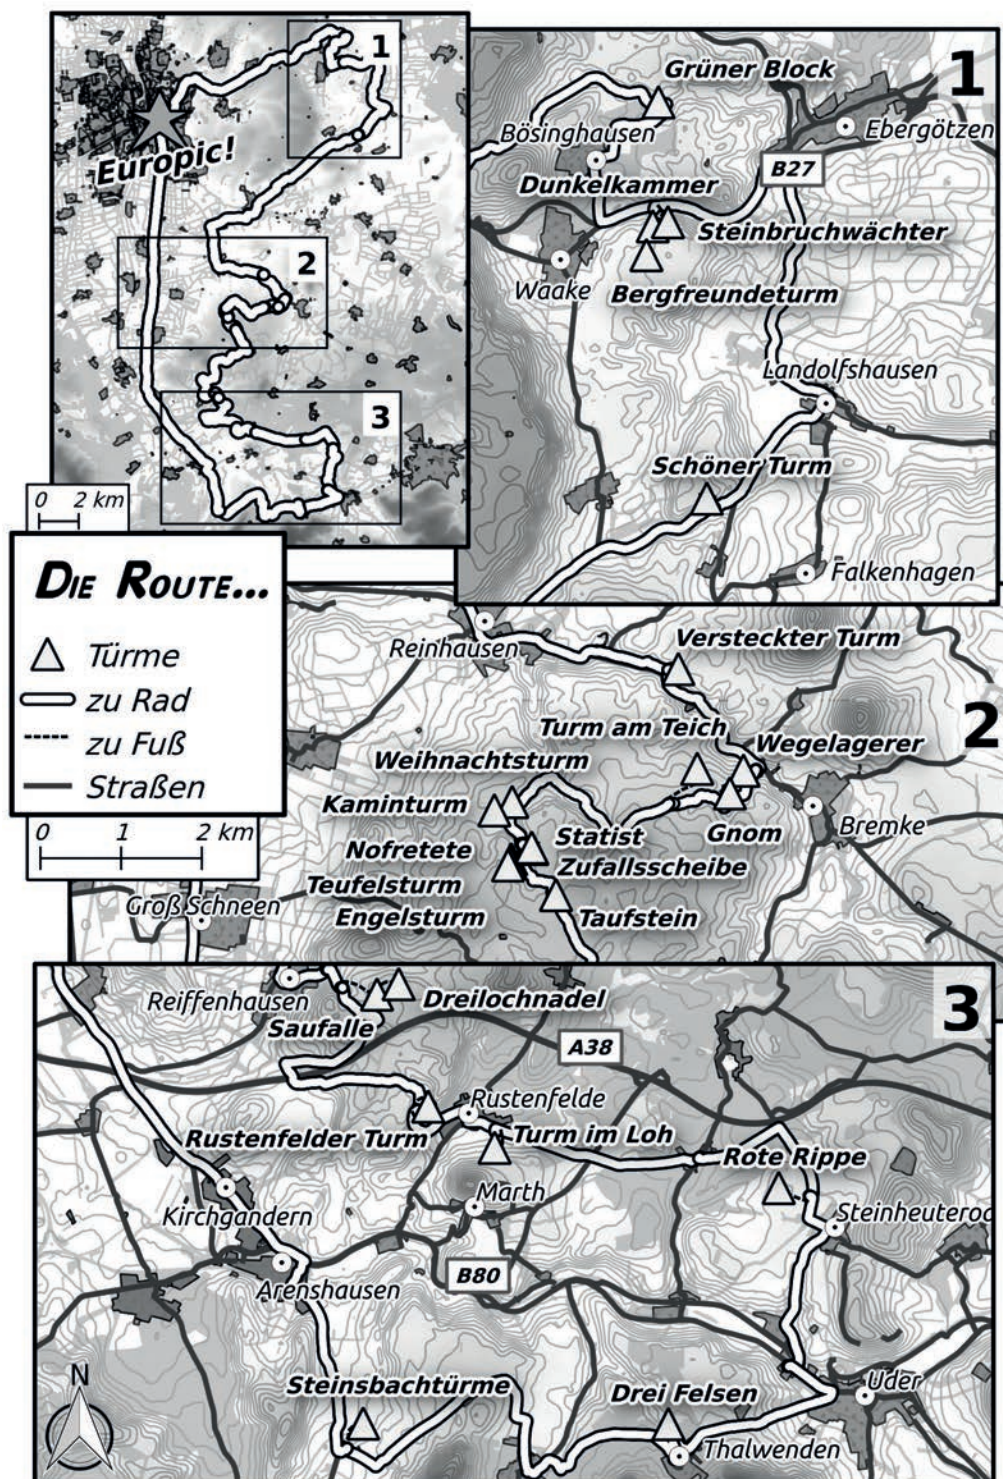 1
2
3
Europic!
0 2 km
1
Grüner Block
Bösinghausen
Ebergötzen
B27
Dunkelkammer
Steinbruchwächter
Waake
Bergfreundeturm
Landolfshausen
Schöner Turm
Falkenhagen
DIE ROUTE...
Türme
zu Rad
zu Fuß
Straßen
0 1 2 km
2
Reinhausen
Versteckter Turm
Turm am Teich
Wegelagerer
Weihnachtsturm
Kaminturm
Statist
Gnom
Bremke
Nofretete
Zufallsscheibe
Teufelsturm
Engelsturm
Taufstein
Groß Schneen
3
Reiffenhausen
Dreilochnadel
Saufalle
A38
Rustenfelde
Rustenfelder Turm
Turm im Loh
Rote Rippe
Marth
Kirchgandern
Steinheuterod
Arenshausen
B80
Steinsbachtürme
Drei Felsen
Uder
Thalwenden
N